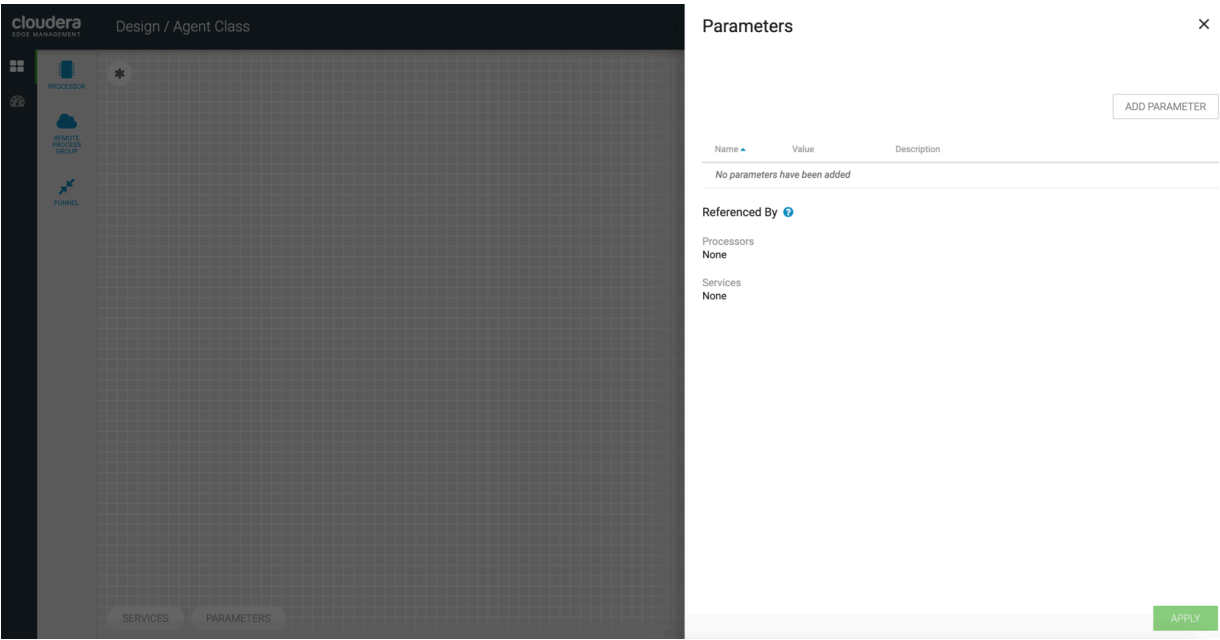 cloudera
EDGE MANAGEMENT
Design / Agent Class
PROCESSOR
REMOTE
PROCESS
GROUP
FUNNEL
SERVICES
PARAMETERS
Parameters
ADD PARAMETER
Name Value Description
No parameters have been added
Referenced By
Processors
None
Services
None
APPLY